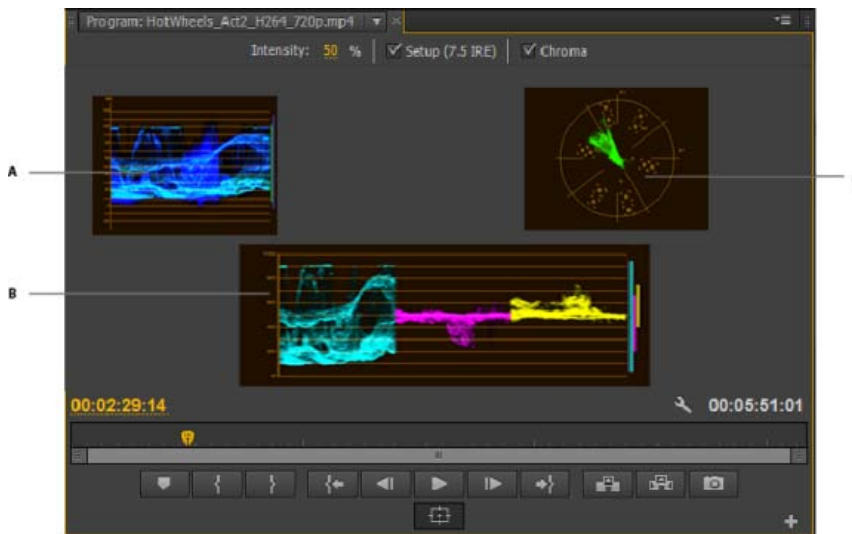 Program: HotWheels_Act2_H264_720p.mp4
Intensity: 50 % Setup (7.5 IRE) Chroma
A
B
00:02:29:14
00:05:51:01